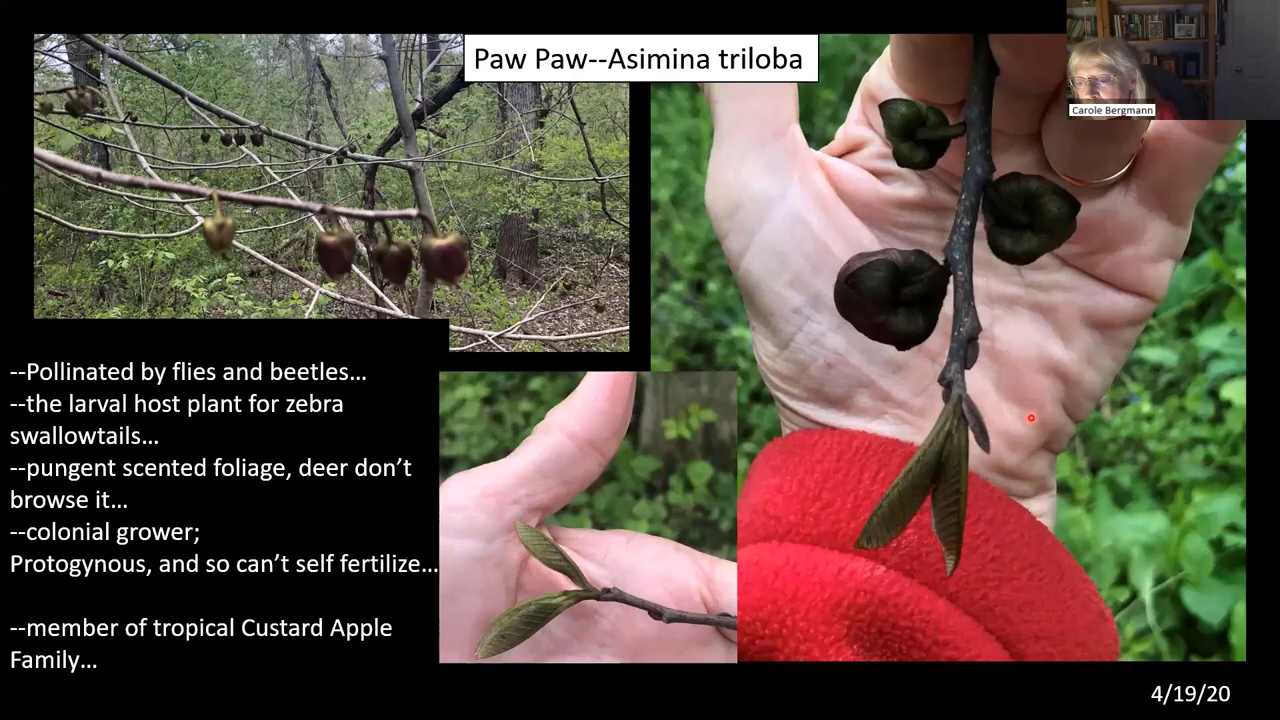 Paw Paw--Asimina triloba
Carole Bergmann
--Pollinated by flies and beetles...
--the larval host plant for zebra
swallowtails...
--pungent scented foliage, deer don't
browse it...
--colonial grower;
Protogynous, and so can't self fertilize...
--member of tropical Custard Apple
Family...
4/19/20